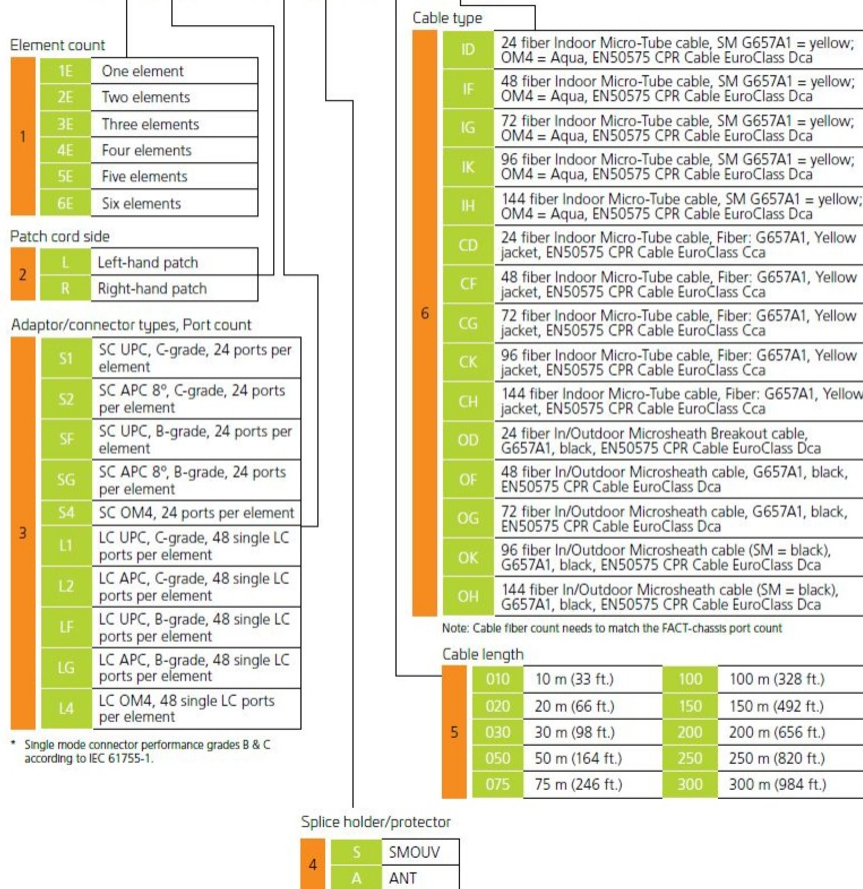 Element count
1
1E One element
2E Two elements
3E Three elements
4E Four elements
5E Five elements
6E Six elements
Patch cord side
2
L Left-hand patch
R Right-hand patch
Adaptor/connector types, Port count
3
S1 SC UPC, C-grade, 24 ports per
element
S2 SC APC 8º, C-grade, 24 ports
per element
SF SC UPC, B-grade, 24 ports per
element
SG SC APC 8º, B-grade, 24 ports
per element
S4 SC OM4, 24 ports per element
L1 LC UPC, C-grade, 48 single LC
ports per element
L2 LC APC, C-grade, 48 single LC
ports per element
LF LC UPC, B-grade, 48 single LC
ports per element
LG LC APC, B-grade, 48 single LC
ports per element
L4 LC OM4, 48 single LC ports
per element
* Single mode connector performance grades B & C
according to IEC 61755-1.
Splice holder/protector
4
S SMOUV
A ANT
Cable type
6
ID 24 fiber Indoor Micro-Tube cable, SM G657A1 = yellow;
OM4 = Aqua, EN50575 CPR Cable EuroClass Dca
IF 48 fiber Indoor Micro-Tube cable, SM G657A1 = yellow;
OM4 = Aqua, EN50575 CPR Cable EuroClass Dca
IG 72 fiber Indoor Micro-Tube cable, SM G657A1 = yellow;
OM4 = Aqua, EN50575 CPR Cable EuroClass Dca
IK 96 fiber Indoor Micro-Tube cable, SM G657A1 = yellow;
OM4 = Aqua, EN50575 CPR Cable EuroClass Dca
IH 144 fiber Indoor Micro-Tube cable, SM G657A1 = yellow;
OM4 = Aqua, EN50575 CPR Cable EuroClass Dca
CD 24 fiber Indoor Micro-Tube cable, Fiber: G657A1, Yellow
jacket, EN50575 CPR Cable EuroClass Cca
CF 48 fiber Indoor Micro-Tube cable, Fiber: G657A1, Yellow
jacket, EN50575 CPR Cable EuroClass Cca
CG 72 fiber Indoor Micro-Tube cable, Fiber: G657A1, Yellow
jacket, EN50575 CPR Cable EuroClass Cca
CK 96 fiber Indoor Micro-Tube cable, Fiber: G657A1, Yellow
jacket, EN50575 CPR Cable EuroClass Cca
CH 144 fiber Indoor Micro-Tube cable, Fiber: G657A1, Yellow
jacket, EN50575 CPR Cable EuroClass Cca
OD 24 fiber In/Outdoor Microsheath Breakout cable,
G657A1, black, EN50575 CPR Cable EuroClass Dca
OF 48 fiber In/Outdoor Microsheath cable, G657A1, black,
EN50575 CPR Cable EuroClass Dca
OG 72 fiber In/Outdoor Microsheath cable, G657A1, black,
EN50575 CPR Cable EuroClass Dca
OK 96 fiber In/Outdoor Microsheath cable (SM = black),
G657A1, black, EN50575 CPR Cable EuroClass Dca
OH 144 fiber In/Outdoor Microsheath cable (SM = black),
G657A1, black, EN50575 CPR Cable EuroClass Dca
Note: Cable fiber count needs to match the FACT-chassis port count
Cable length
5
010 10 m (33 ft.) 100 100 m (328 ft.)
020 20 m (66 ft.) 150 150 m (492 ft.)
030 30 m (98 ft.) 200 200 m (656 ft.)
050 50 m (164 ft.) 250 250 m (820 ft.)
075 75 m (246 ft.) 300 300 m (984 ft.)